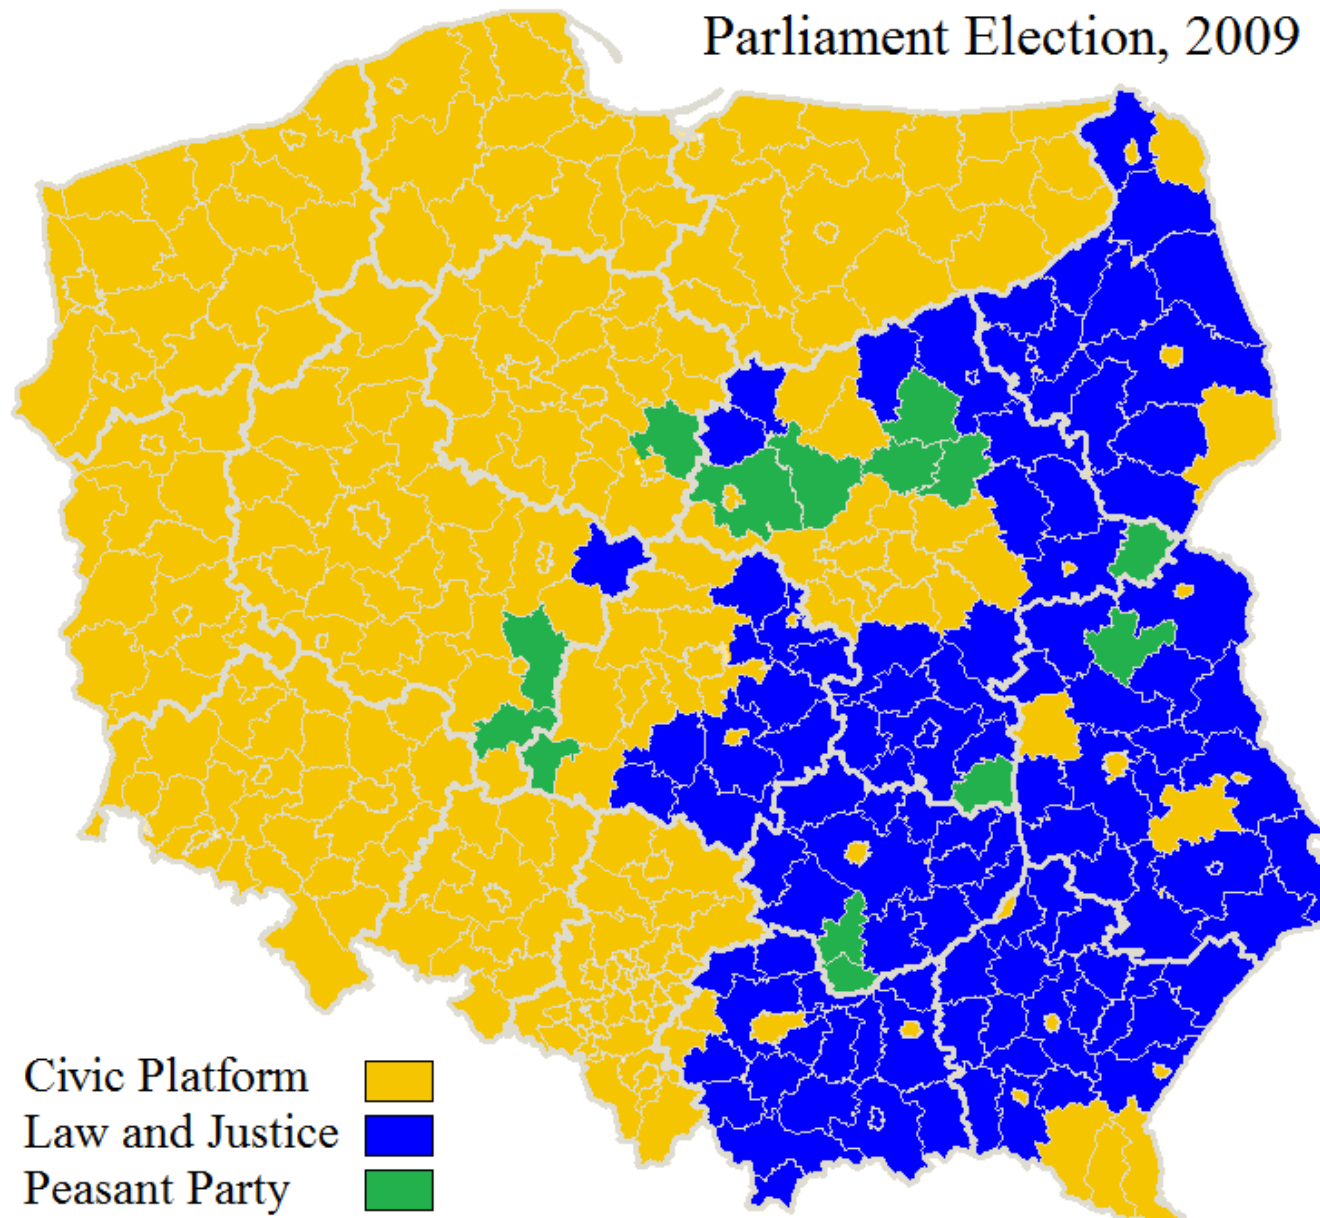 Parliament Election, 2009
Civic Platform
Law and Justice
Peasant Party